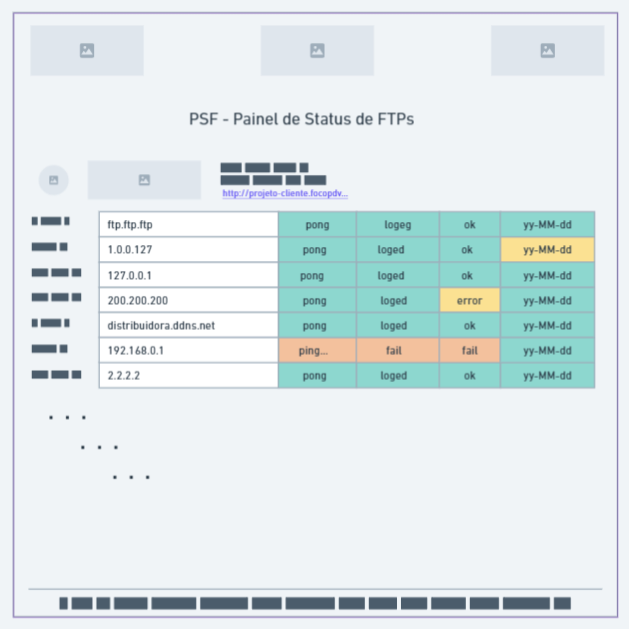 PSF - Painel de Status de FTPs
http://projeto-cliente.focopdv...
ftp.ftp.ftp pong logeg ok yy-MM-dd
1.0.0.127 pong loged ok yy-MM-dd
127.0.0.1 pong loged ok yy-MM-dd
200.200.200 pong loged error yy-MM-dd
distribuidora.ddns.net pong loged ok yy-MM-dd
192.168.0.1 ping... fail fail yy-MM-dd
2.2.2.2 pong loged ok yy-MM-dd
. . .
. . .
. . .